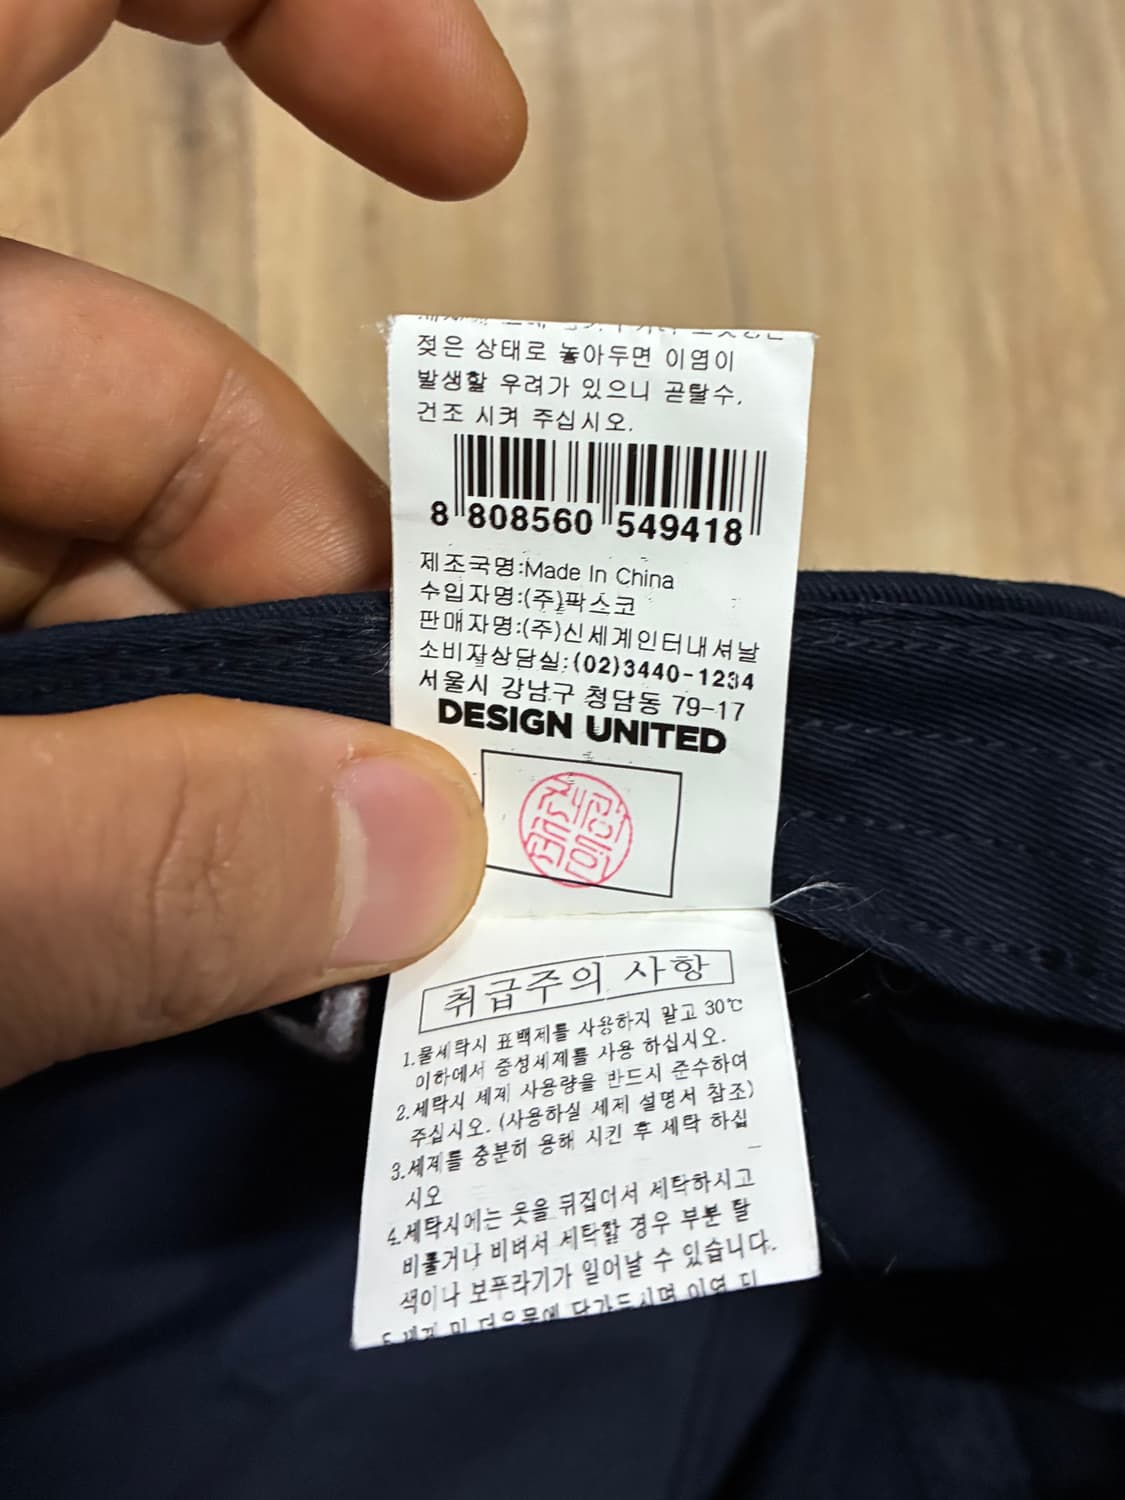 젖은 상태로 놓아두면 이염이
발생할 우려가 있으니 곧탈수,
건조 시켜 주십시오.
8 808560 549418
제조국명:Made In China
수입자명:(주)팍스코
판매자명:(주)신세계인터내셔날
소비자상담실:(02)3440-1234
서울시 강남구 청담동 79-17
DESIGN UNITED
취급주의 사항
1.물세탁시 표백제를 사용하지 말고 30℃
이하에서 중성세제를 사용 하십시오.
2.세탁시 세제 사용량을 반드시 준수하여
주십시오. (사용하실 세제 설명서 참조)
3.세제를 충분히 용해 시킨 후 세탁 하십
시오
4.세탁시에는 옷을 뒤집어서 세탁하시고
비틀거나 비벼서 세탁할 경우 부분 탈
색이나 보푸라기가 일어날 수 있습니다.